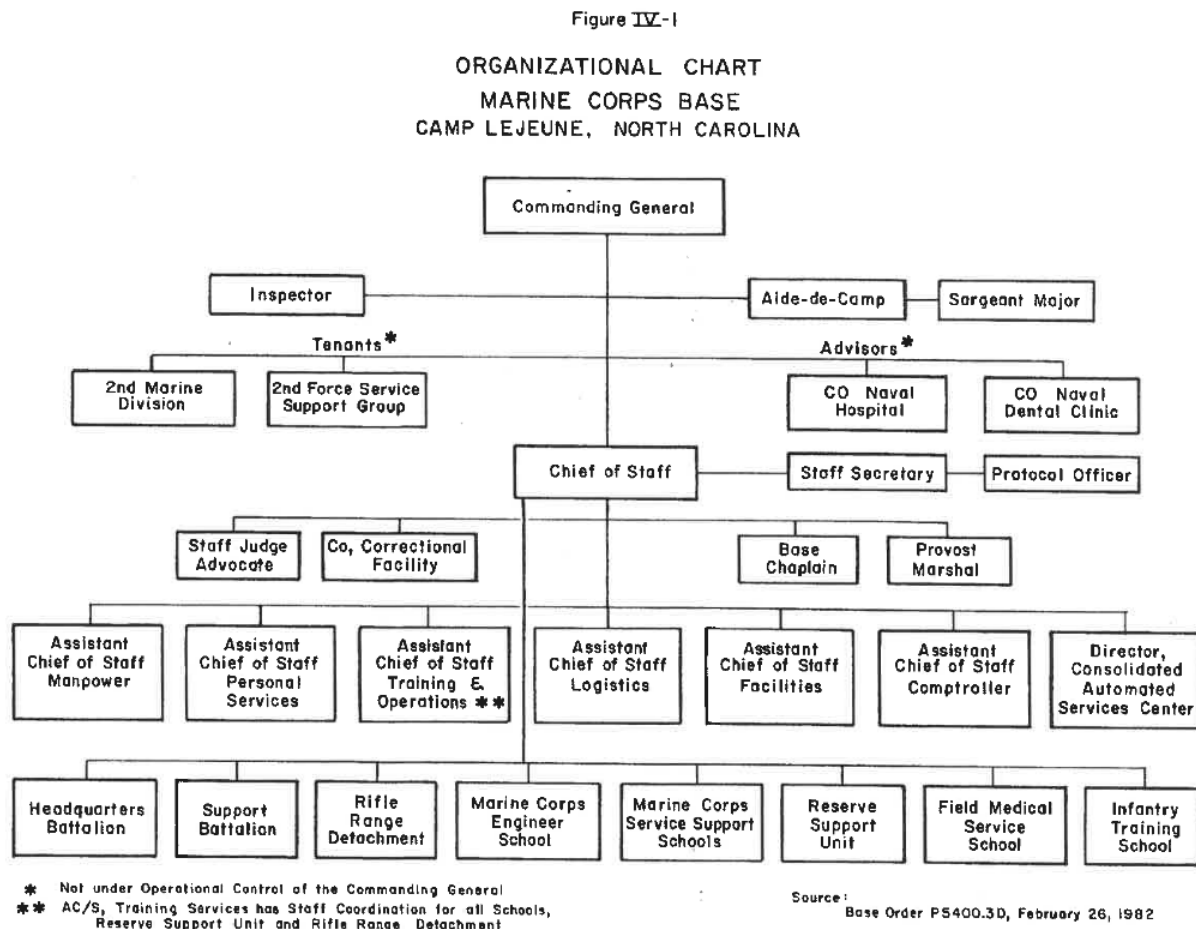 Figure IV-1
ORGANIZATIONAL CHART
MARINE CORPS BASE
CAMP LEJEUNE, NORTH CAROLINA
Commanding General
Inspector
Aide-de-Camp
Sargeant Major
Tenants*
Advisors*
2nd Marine
Division
2nd Force Service
Support Group
CO Naval
Hospital
CO Naval
Dental Clinic
Chief of Staff
Staff Secretary
Protocal Officer
Staff Judge
Advocate
Co, Correctional
Facility
Base
Chaplain
Provost
Marshal
Assistant
Chief of Staff
Manpower
Assistant
Chief of Staff
Personal
Services
Assistant
Chief of Staff
Training &
Operations **
Assistant
Chief of Staff
Logistics
Assistant
Chief of Staff
Facilities
Assistant
Chief of Staff
Comptroller
Director,
Consolidated
Automated
Services Center
Headquarters
Battalion
Support
Battalion
Rifle
Range
Detachment
Marine Corps
Engineer
School
Marine Corps
Service Support
Schools
Reserve
Support
Unit
Field Medical
Service
School
Infantry
Training
School
* Not under Operational Control of the Commanding General
** AC/S, Training Services has Staff Coordination for all Schools,
Reserve Support Unit and Rifle Range Detachment
Source:
Base Order P5400.3D, February 26, 1982